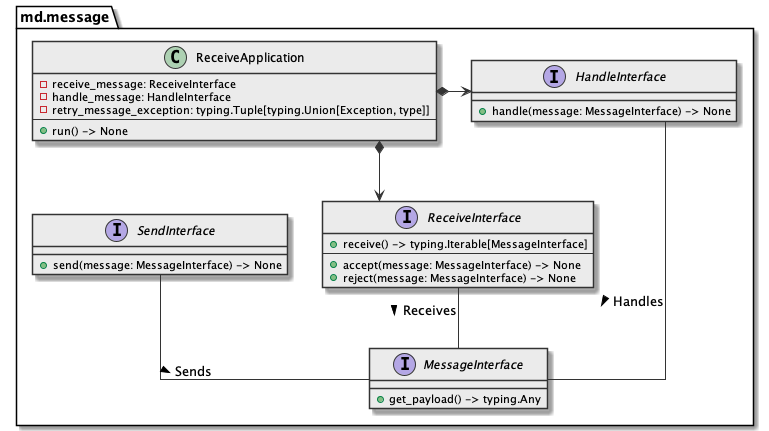 md.message
C ReceiveApplication
receive_message: ReceiveInterface
handle_message: HandleInterface
retry_message_exception: typing.Tuple[typing.Union[Exception, type]]
run() -> None
I HandleInterface
handle(message: MessageInterface) -> None
I SendInterface
send(message: MessageInterface) -> None
I ReceiveInterface
receive() -> typing.Iterable[MessageInterface]
accept(message: MessageInterface) -> None
reject(message: MessageInterface) -> None
Receives
Handles
Sends
I MessageInterface
get_payload() -> typing.Any